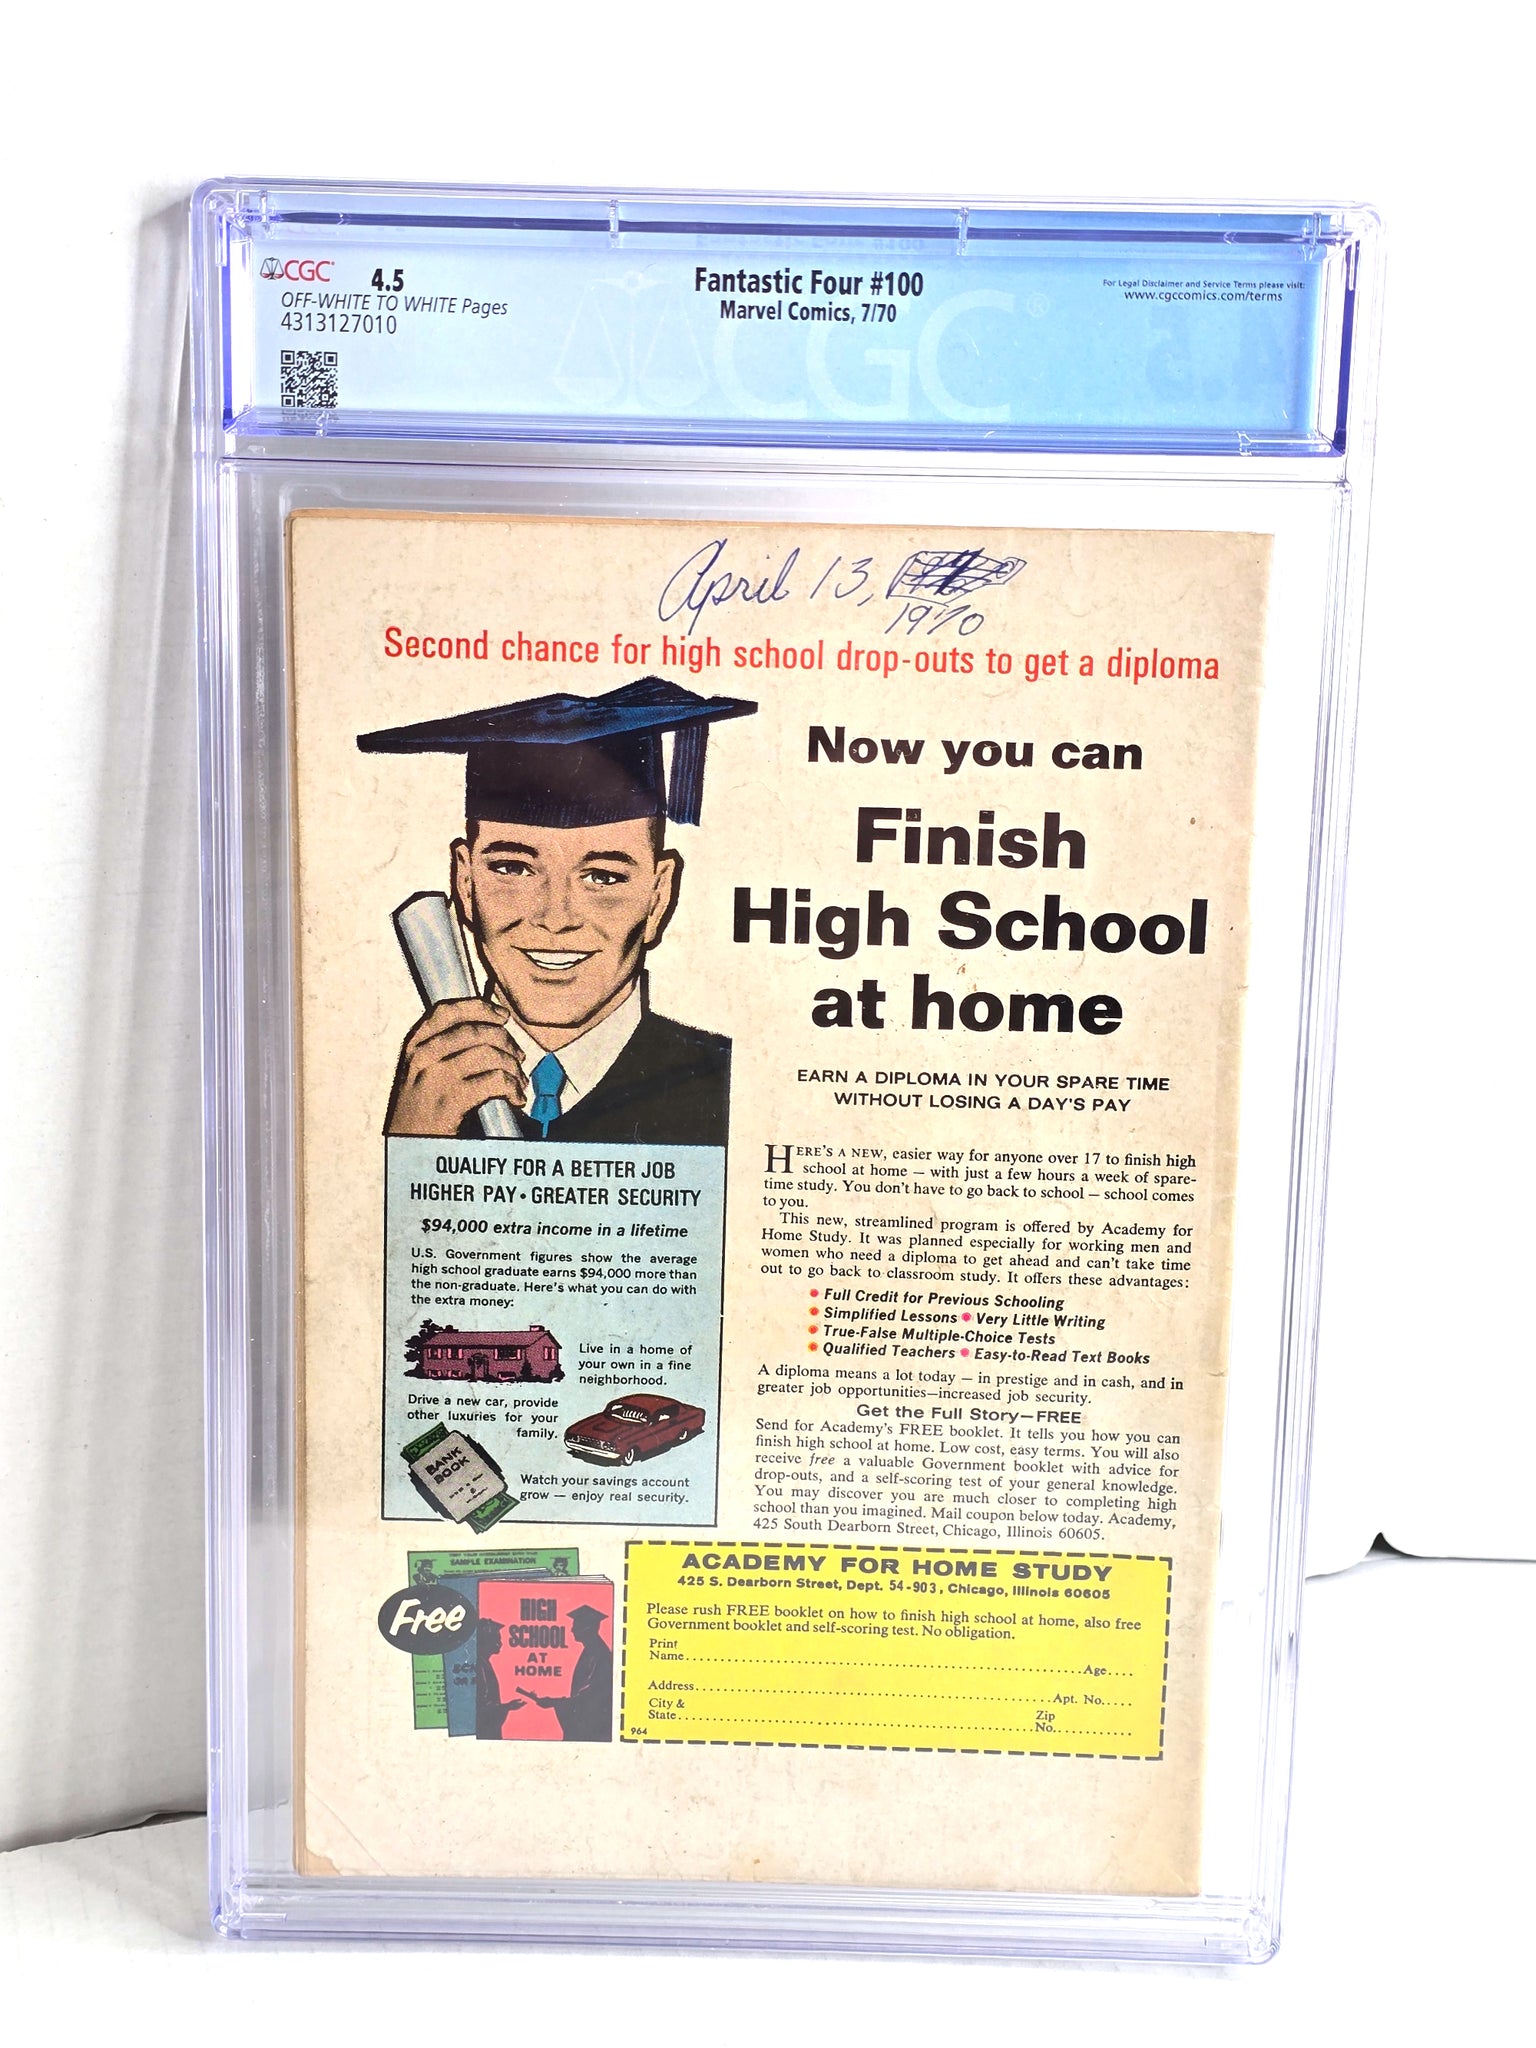 CGC
4.5
OFF-WHITE TO WHITE Pages
4313127010
Fantastic Four #100
Marvel Comics, 7/70
For Legal Disclaimer and Service Terms please visit:
www.cgccomics.com/terms
CGC
April 13,
1970
Second chance for high school drop-outs to get a diploma
Now you can
Finish
High School
at home
EARN A DIPLOMA IN YOUR SPARE TIME
WITHOUT LOSING A DAY'S PAY
HERE'S A NEW, easier way for anyone over 17 to finish high
school at home — with just a few hours a week of spare-
time study. You don't have to go back to school — school comes
to you.
This new, streamlined program is offered by Academy for
Home Study. It was planned especially for working men and
women who need a diploma to get ahead and can't take time
out to go back to classroom study. It offers these advantages:
• Full Credit for Previous Schooling
• Simplified Lessons • Very Little Writing
• True-False Multiple-Choice Tests
• Qualified Teachers • Easy-to-Read Text Books
A diploma means a lot today — in prestige and in cash, and in
greater job opportunities—increased job security.
Get the Full Story—FREE
Send for Academy's FREE booklet. It tells you how you can
finish high school at home. Low cost, easy terms. You will also
receive free a valuable Government booklet with advice for
drop-outs, and a self-scoring test of your general knowledge.
You may discover you are much closer to completing high
school than you imagined. Mail coupon below today. Academy,
425 South Dearborn Street, Chicago, Illinois 60605.
QUALIFY FOR A BETTER JOB
HIGHER PAY • GREATER SECURITY
$94,000 extra income in a lifetime
U.S. Government figures show the average
high school graduate earns $94,000 more than
the non-graduate. Here's what you can do with
the extra money:
Live in a home of
your own in a fine
neighborhood.
Drive a new car, provide
other luxuries for your
family.
BANK
BOOK
Watch your savings account
grow — enjoy real security.
SAMPLE EXAMINATION
Free
HIGH
SCHOOL
AT
HOME
ACADEMY FOR HOME STUDY
425 S. Dearborn Street, Dept. 54-903, Chicago, Illinois 60605
Please rush FREE booklet on how to finish high school at home, also free
Government booklet and self-scoring test. No obligation.
Print
Name Age
Address Apt. No.
City & Zip
State No.
964